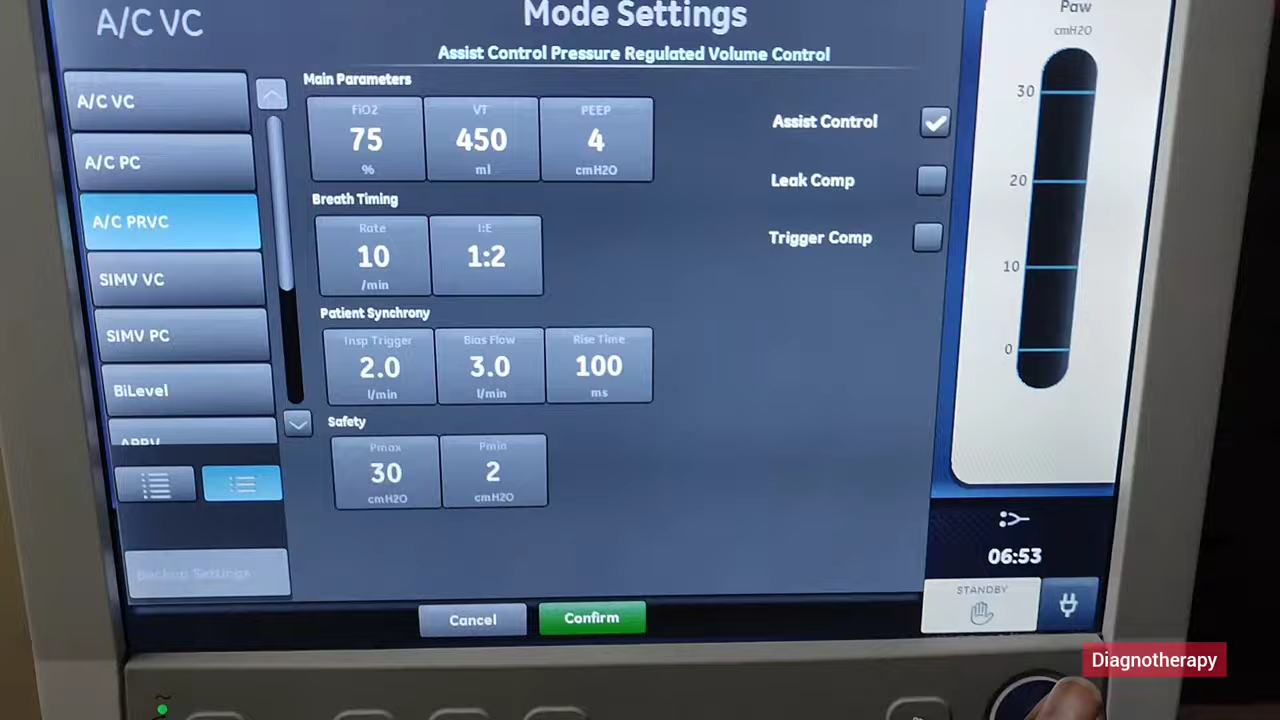 A/C VC
Mode Settings
Assist Control Pressure Regulated Volume Control
A/C VC
A/C PC
A/C PRVC
SIMV VC
SIMV PC
BiLevel
APRV
Backup Settings
Main Parameters
FiO2 VT PEEP
75 450 4
% ml cmH2O
Breath Timing
Rate I:E
10 1:2
/min
Patient Synchrony
Insp Trigger Bias Flow Rise Time
2.0 3.0 100
l/min l/min ms
Safety
Pmax Pmin
30 2
cmH2O cmH2O
Assist Control
Leak Comp
Trigger Comp
Cancel Confirm
Paw
cmH2O
30
20
10
0
06:53
STANDBY
Diagnotherapy